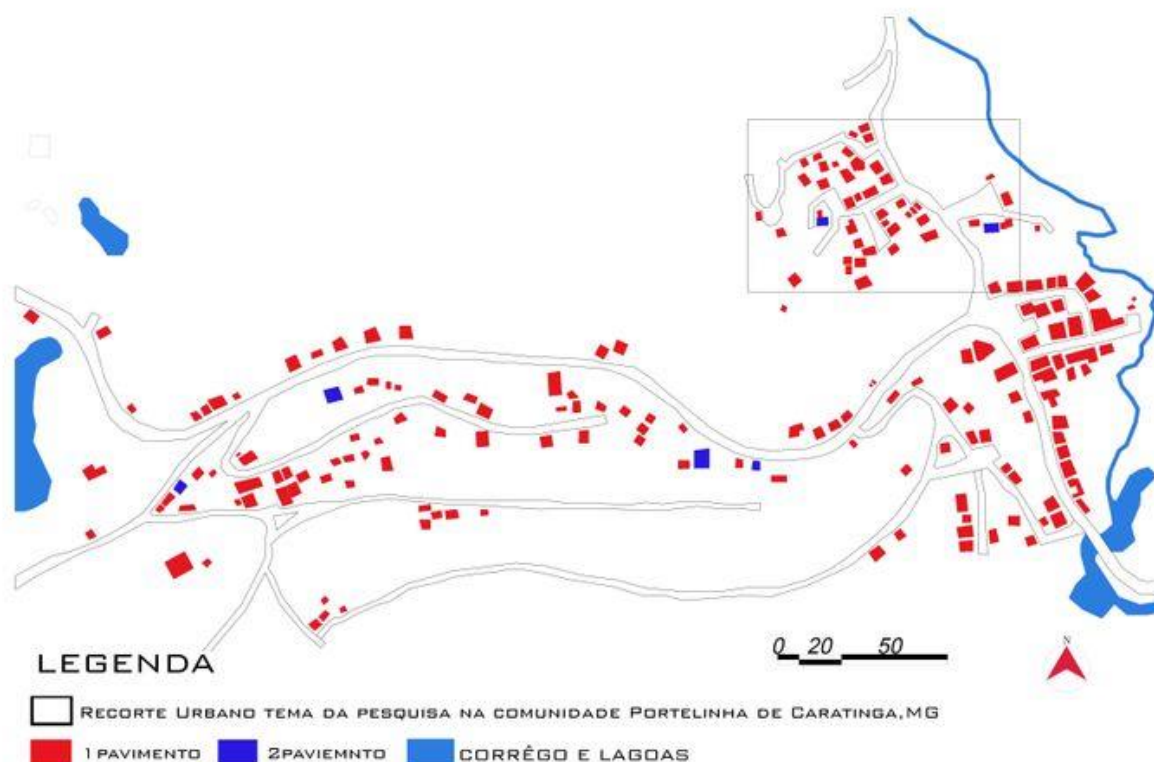 0 20 50
N
LEGENDA
RECORTE URBANO TEMA DA PESQUISA NA COMUNIDADE PORTELINHA DE CARATINGA,MG
1 PAVIMENTO 2PAVIEMNTO CORRÊGO E LAGOAS